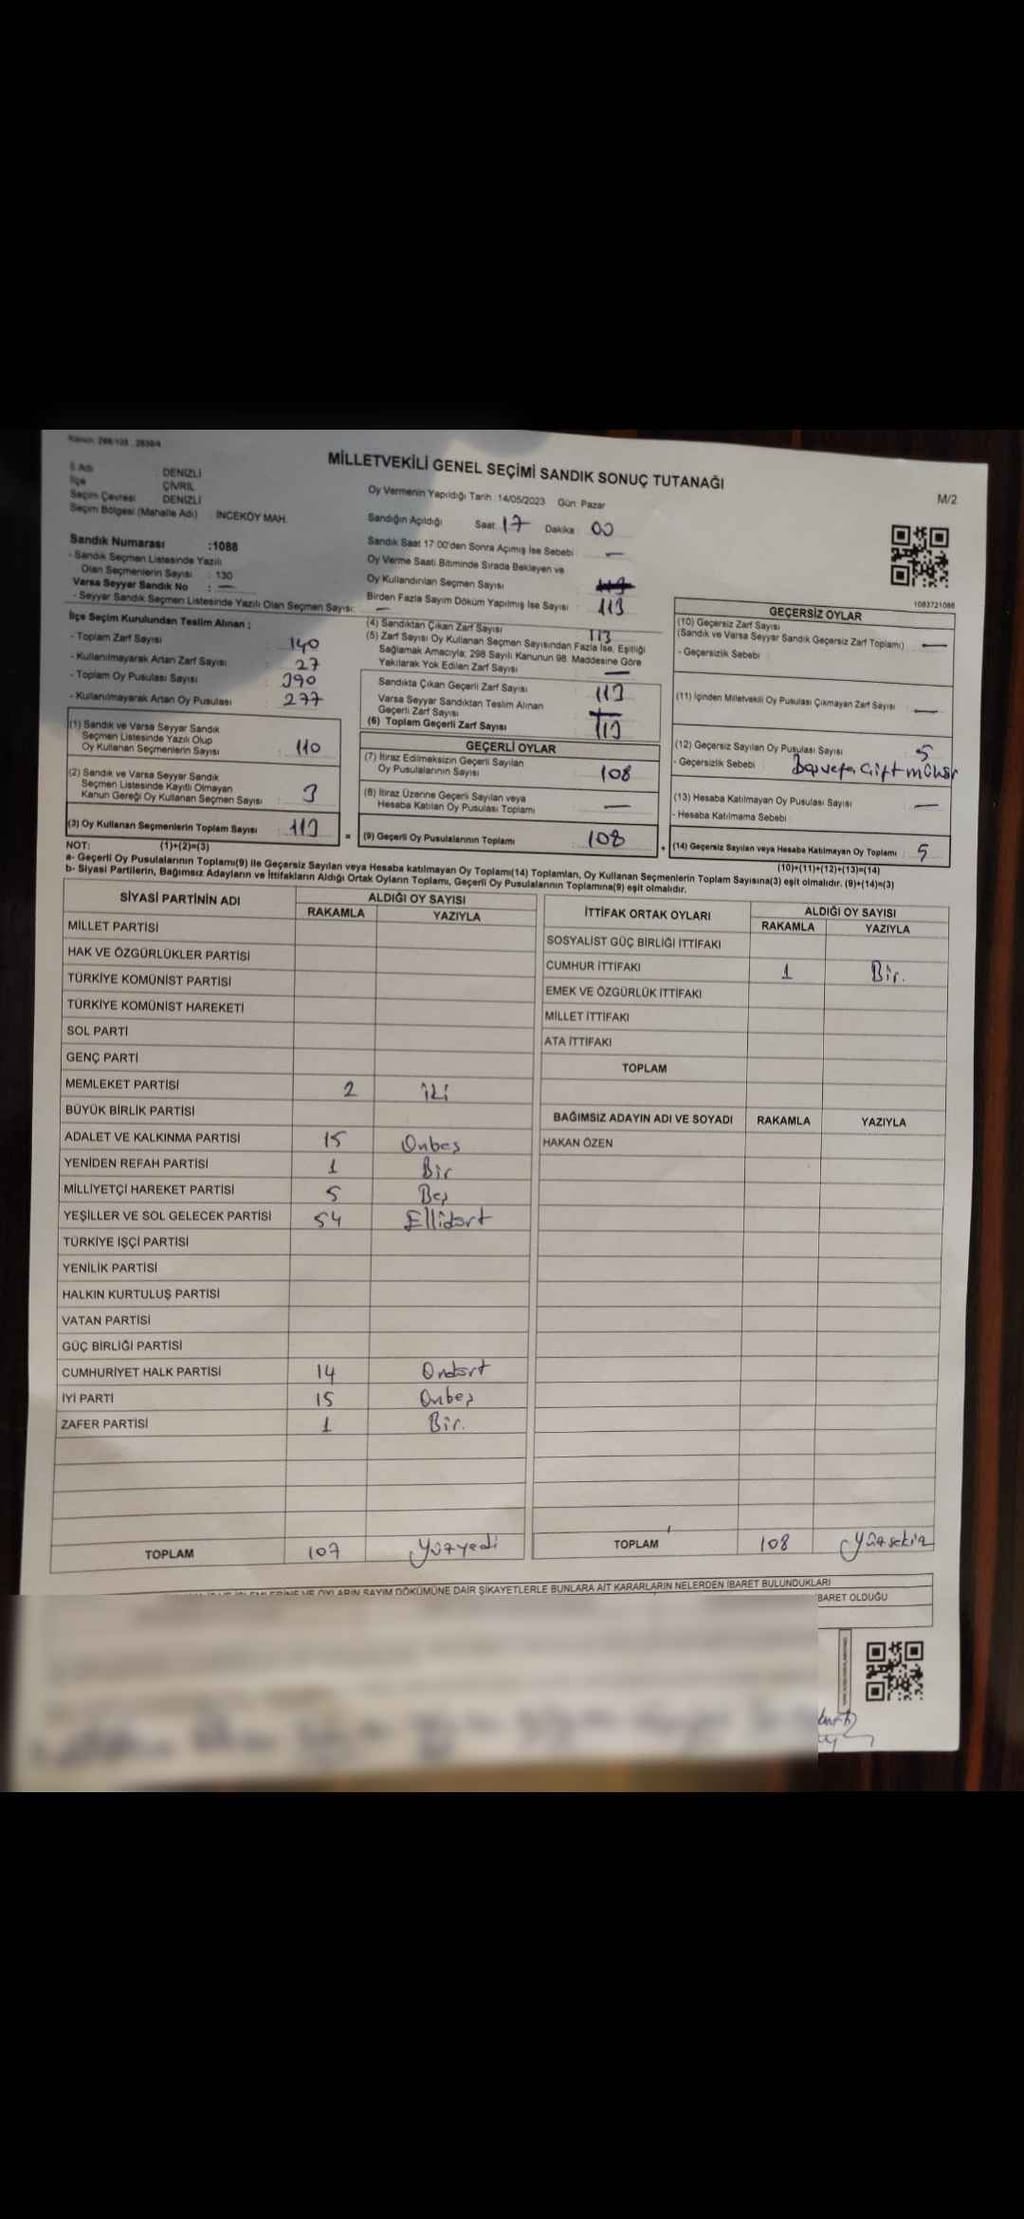 MİLLETVEKİLİ GENEL SEÇİMİ SANDIK SONUÇ TUTANAĞI
M/2
İl Adı : DENİZLİ
İlçe : ÇİVRİL
Seçim Çevresi : DENİZLİ
Seçim Bölgesi (Mahalle Adı) : İNCEKÖY MAH.
Oy Vermenin Yapıldığı Tarih :14/05/2023 Gün: Pazar
Sandığın Açıldığı Saat 17 Dakika 00
Sandık Saat 17:00'den Sonra Açılmış İse Sebebi —
Oy Verme Saati Bitiminde Sırada Bekleyen ve
Oy Kullandırılan Seçmen Sayısı
Birden Fazla Sayım Döküm Yapılmış İse Sayısı 113
Sandık Numarası :1086
- Sandık Seçmen Listesinde Yazılı
Olan Seçmenlerin Sayısı : 130
Varsa Seyyar Sandık No : —
- Seyyar Sandık Seçmen Listesinde Yazılı Olan Seçmen Sayısı: —
İlçe Seçim Kurulundan Teslim Alınan :
- Toplam Zarf Sayısı : 140
- Kullanılmayarak Artan Zarf Sayısı : 27
- Toplam Oy Pusulası Sayısı : 390
- Kullanılmayarak Artan Oy Pusulası : 277
(1) Sandık ve Varsa Seyyar Sandık
Seçmen Listesinde Yazılı Olup
Oy Kullanan Seçmenlerin Sayısı : 110
(2) Sandık ve Varsa Seyyar Sandık
Seçmen Listesinde Kayıtlı Olmayan
Kanun Gereği Oy Kullanan Seçmen Sayısı : 3
(3) Oy Kullanan Seçmenlerin Toplam Sayısı : 113
(4) Sandıktan Çıkan Zarf Sayısı 113
(5) Zarf Sayısı Oy Kullanan Seçmen Sayısından Fazla İse, Eşitliği
Sağlamak Amacıyla; 298 Sayılı Kanunun 98. Maddesine Göre
Yakılarak Yok Edilen Zarf Sayısı —
Sandıkta Çıkan Geçerli Zarf Sayısı 113
Varsa Seyyar Sandıktan Teslim Alınan
Geçerli Zarf Sayısı —
(6) Toplam Geçerli Zarf Sayısı 113
GEÇERLİ OYLAR
(7) İtiraz Edilmeksizin Geçerli Sayılan
Oy Pusulalarının Sayısı 108
(8) İtiraz Üzerine Geçerli Sayılan veya
Hesaba Katılan Oy Pusulası Toplamı —
= (9) Geçerli Oy Pusulalarının Toplamı 108
1083721086
GEÇERSİZ OYLAR
(10) Geçersiz Zarf Sayısı
(Sandık ve Varsa Seyyar Sandık Geçersiz Zarf Toplamı) —
- Geçersizlik Sebebi
(11) İçinden Milletvekili Oy Pusulası Çıkmayan Zarf Sayısı —
(12) Geçersiz Sayılan Oy Pusulası Sayısı 5
- Geçersizlik Sebebi çift mühür
(13) Hesaba Katılmayan Oy Pusulası Sayısı —
- Hesaba Katılmama Sebebi
+ (14) Geçersiz Sayılan veya Hesaba Katılmayan Oy Toplamı : 5
NOT: (1)+(2)=(3)
(10)+(11)+(12)+(13)=(14)
a- Geçerli Oy Pusulalarının Toplamı(9) ile Geçersiz Sayılan veya Hesaba katılmayan Oy Toplamı(14) Toplamları, Oy Kullanan Seçmenlerin Toplam Sayısına(3) eşit olmalıdır. (9)+(14)=(3)
b- Siyasi Partilerin, Bağımsız Adayların ve İttifakların Aldığı Ortak Oyların Toplamı, Geçerli Oy Pusulalarının Toplamına(9) eşit olmalıdır.
SİYASİ PARTİNİN ADI ALDIĞI OY SAYISI
RAKAMLA YAZIYLA
MİLLET PARTİSİ
HAK VE ÖZGÜRLÜKLER PARTİSİ
TÜRKİYE KOMÜNİST PARTİSİ
TÜRKİYE KOMÜNİST HAREKETİ
SOL PARTİ
GENÇ PARTİ
MEMLEKET PARTİSİ 2 iki
BÜYÜK BİRLİK PARTİSİ
ADALET VE KALKINMA PARTİSİ 15 Onbeş
YENİDEN REFAH PARTİSİ 1 Bir
MİLLİYETÇİ HAREKET PARTİSİ 5 Beş
YEŞİLLER VE SOL GELECEK PARTİSİ 54 Ellidört
TÜRKİYE İŞÇİ PARTİSİ
YENİLİK PARTİSİ
HALKIN KURTULUŞ PARTİSİ
VATAN PARTİSİ
GÜÇ BİRLİĞİ PARTİSİ
CUMHURİYET HALK PARTİSİ 14 Ondört
İYİ PARTİ 15 Onbeş
ZAFER PARTİSİ 1 Bir.
TOPLAM 107 Yüzyedi
İTTİFAK ORTAK OYLARI ALDIĞI OY SAYISI
RAKAMLA YAZIYLA
SOSYALİST GÜÇ BİRLİĞİ İTTİFAKI
CUMHUR İTTİFAKI 1 Bir.
EMEK VE ÖZGÜRLÜK İTTİFAKI
MİLLET İTTİFAKI
ATA İTTİFAKI
TOPLAM
BAĞIMSIZ ADAYIN ADI VE SOYADI RAKAMLA YAZIYLA
HAKAN ÖZEN
TOPLAM 108 Yüzsekiz
OYLARIN SAYIM DÖKÜMÜNE DAİR ŞİKAYETLERLE BUNLARA AİT KARARLARIN NELERDEN İBARET BULUNDUKLARI
İBARET OLDUĞU